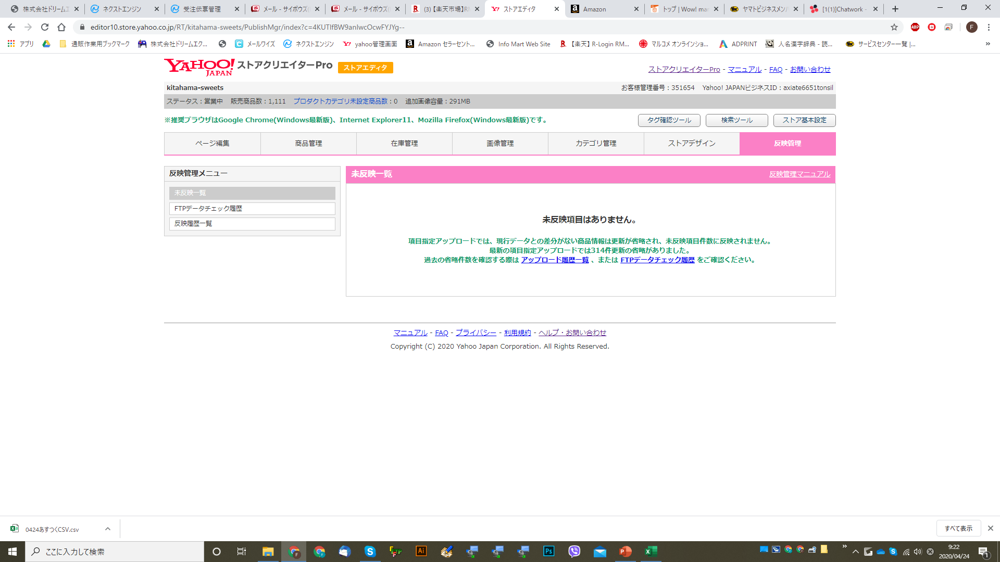 株式会社ドリームエ
ネクストエンジン
受注伝票管理
メール - サイボウズ(
メール - サイボウズ(
(3) 【楽天市場】R
ストアエディタ
Amazon
トップ | Wow! ma
ヤマトビジネスメン
[1(1)]Chatwork -
editor10.store.yahoo.co.jp/RT/kitahama-sweets/PublishMgr/index?c=4KUTlfBW9anlwcOcwFYJYg--
ABP
F
アプリ
通販作業用ブックマーク
株式会社ドリームエク...
メールワイズ
ネクストエンジン
yahoo管理画面
Amazon セラーセント...
Info Mart Web Site
【楽天】 R-Login RM...
マルコメ オンラインショ...
ADPRINT
人名漢字辞典 - 読...
サービスセンター一覧 |...
YAHOO! JAPAN ストアクリエイターPro ストアエディタ
ストアクリエイターPro - マニュアル - FAQ - お問い合わせ
kitahama-sweets
お客様管理番号：351654 Yahoo! JAPANビジネスID：axiate6651tonsil
ステータス：営業中 販売商品数：1,111 プロダクトカテゴリ未設定商品数：0 追加画像容量：291MB
※推奨ブラウザはGoogle Chrome(Windows最新版)、Internet Explorer11、Mozilla Firefox(Windows最新版)です。
タグ確認ツール
検索ツール
ストア基本設定
ページ編集
商品管理
在庫管理
画像管理
カテゴリ管理
ストアデザイン
反映管理
反映管理メニュー
未反映一覧
FTPデータチェック履歴
反映履歴一覧
未反映一覧
反映管理マニュアル
未反映項目はありません。
項目指定アップロードでは、現行データとの差分がない商品情報は更新が省略され、未反映項目件数に反映されません。
最新の項目指定アップロードでは314件更新の省略がありました。
過去の省略件数を確認する際は アップロード履歴一覧 、または FTPデータチェック履歴 をご確認ください。
マニュアル - FAQ - プライバシー - 利用規約 - ヘルプ・お問い合わせ
Copyright (C) 2020 Yahoo Japan Corporation. All Rights Reserved.
0424あすつくCSV.csv
すべて表示
ここに入力して検索
9:22
2020/04/24